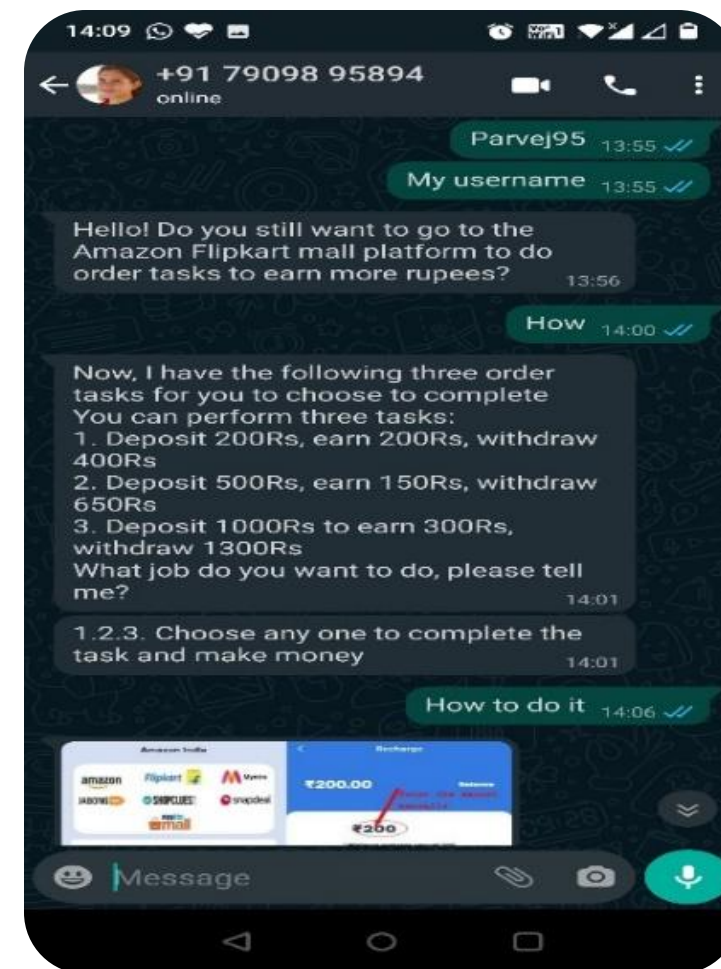 14:09
+91 79098 95894
online
Parvej95 13:55
My username 13:55
Hello! Do you still want to go to the
Amazon Flipkart mall platform to do
order tasks to earn more rupees?
13:56
How 14:00
Now, I have the following three order
tasks for you to choose to complete
You can perform three tasks:
1. Deposit 200Rs, earn 200Rs, withdraw
400Rs
2. Deposit 500Rs, earn 150Rs, withdraw
650Rs
3. Deposit 1000Rs to earn 300Rs,
withdraw 1300Rs
What job do you want to do, please tell
me?
14:01
1.2.3. Choose any one to complete the
task and make money
14:01
How to do it 14:06
Amazon India
amazon Flipkart Myntra
JABONG SHOPCLUES snapdeal
mall
Recharge
₹200.00 Balance
₹200
Message